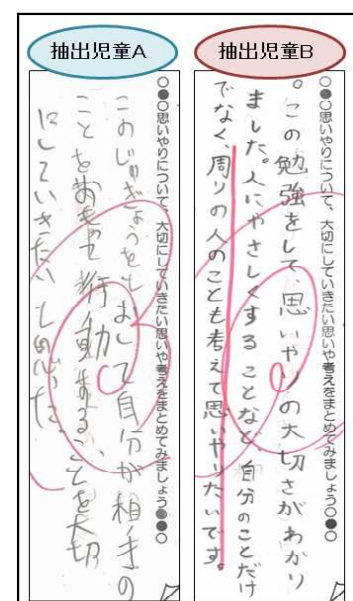 抽出児童A
○●○思いやりについて、大切にしていきたい思いや考えをまとめてみましょう○●○
このじゅぎょうをとおして自分が相手の
ことをおもって行動することを大切
にしていきたいと思った
抽出児童B
○●○思いやりについて、大切にしていきたい思いや考えをまとめてみましょう○●○
。この勉強をして、思いやりの大切さがわかり
ました。人にやさしくすることなど、自分のことだけ
でなく、周りの人のことも考えて思いやりたいです。